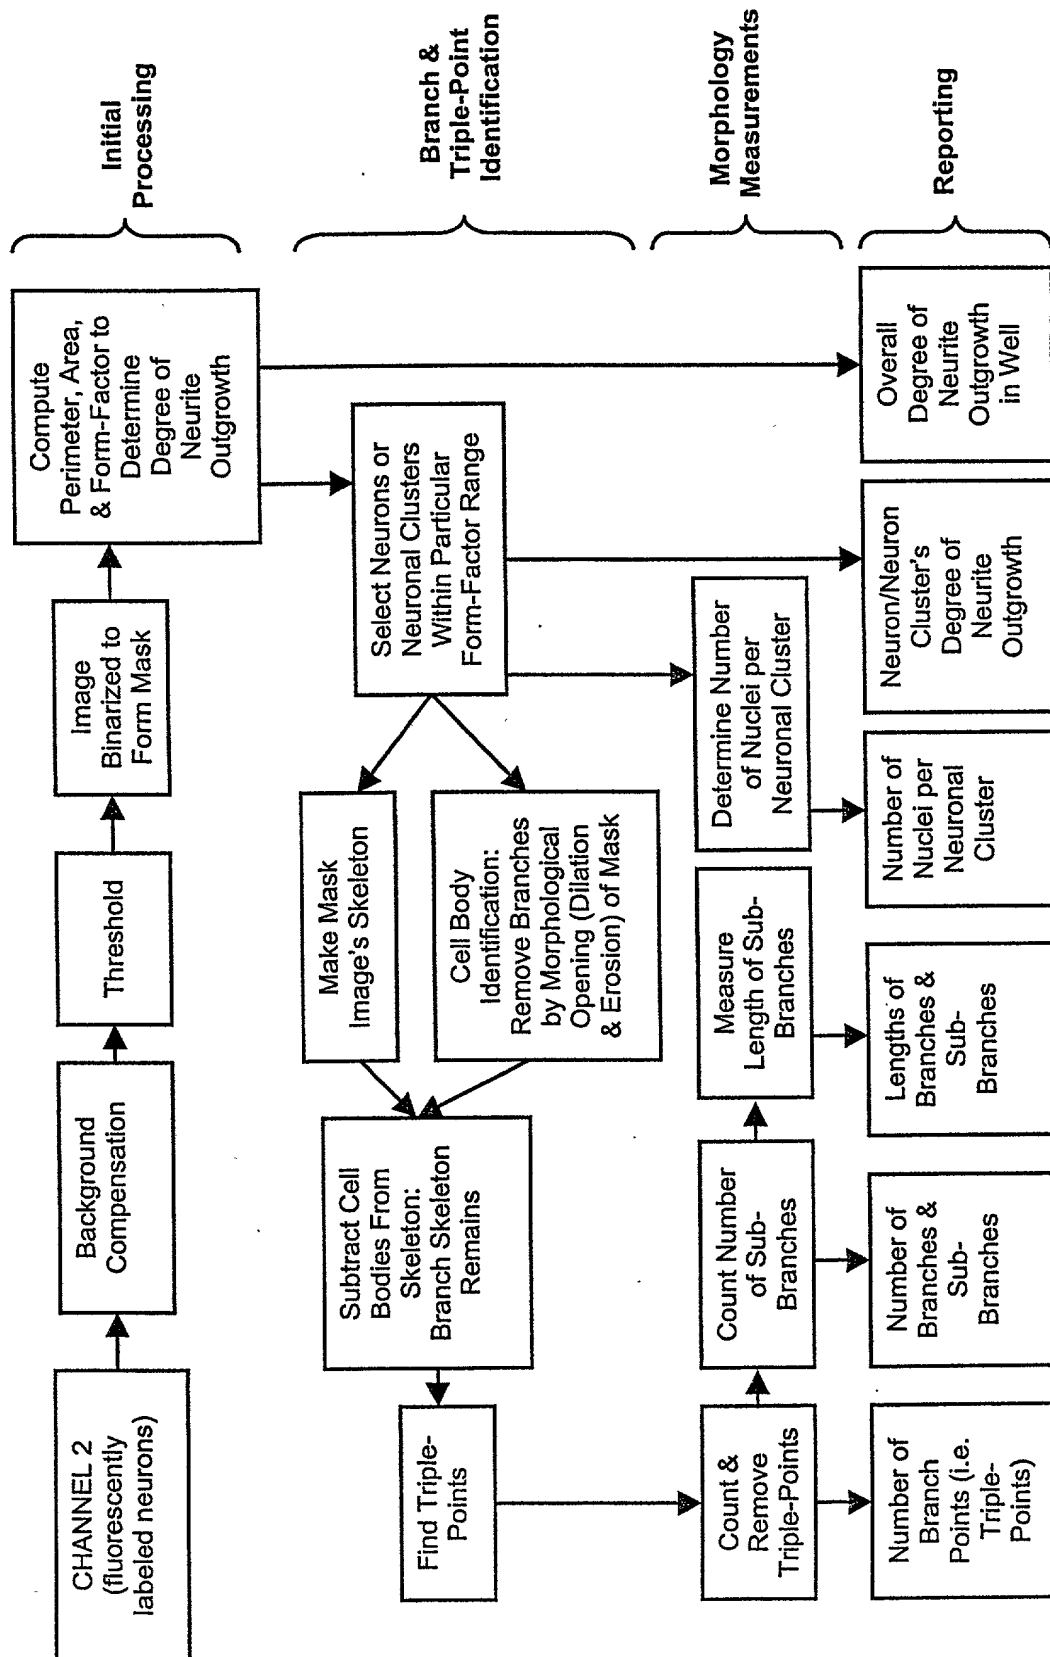 CHANNEL 2
(fluorescently
labeled neurons)
Background
Compensation
Threshold
Image
Binarized to
Form Mask
Compute
Perimeter, Area,
& Form-Factor to
Determine
Degree of
Neurite
Outgrowth
Initial
Processing
Find Triple-
Points
Subtract Cell
Bodies From
Skeleton:
Branch Skeleton
Remains
Make Mask
Image's Skeleton
Cell Body
Identification:
Remove Branches
by Morphological
Opening (Dilation
& Erosion) of Mask
Select Neurons or
Neuronal Clusters
Within Particular
Form-Factor Range
Branch &
Triple-Point
Identification
Count &
Remove
Triple-Points
Count Number
of Sub-
Branches
Measure
Length of Sub-
Branches
Determine Number
of Nuclei per
Neuronal Cluster
Morphology
Measurements
Number of
Branch
Points (i.e.
Triple-
Points)
Number of
Branches &
Sub-
Branches
Lengths of
Branches &
Sub-
Branches
Number of
Nuclei per
Neuronal
Cluster
Neuron/Neuron
Cluster's
Degree of
Neurite
Outgrowth
Overall
Degree of
Neurite
Outgrowth
in Well
Reporting